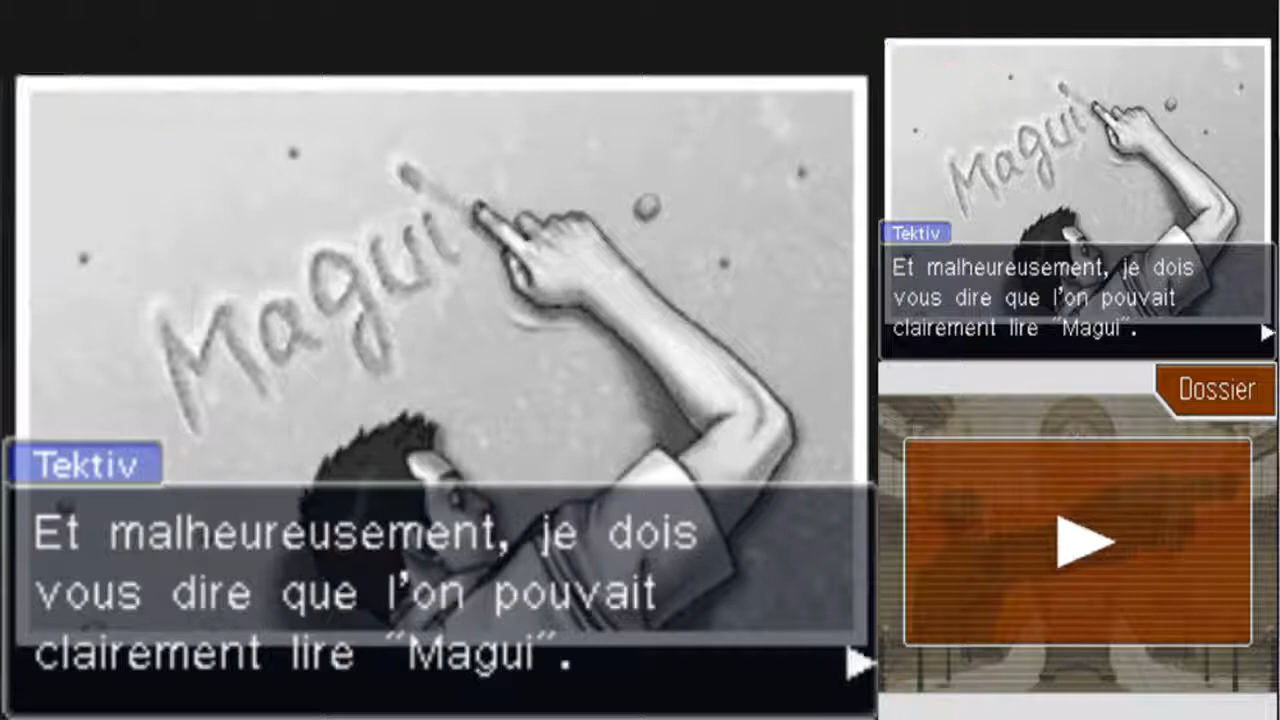 Magui
Tektiv
Et malheureusement, je dois
vous dire que l'on pouvait
clairement lire "Magui".
Magui
Tektiv
Et malheureusement, je dois
vous dire que l'on pouvait
clairement lire "Magui".
Dossier